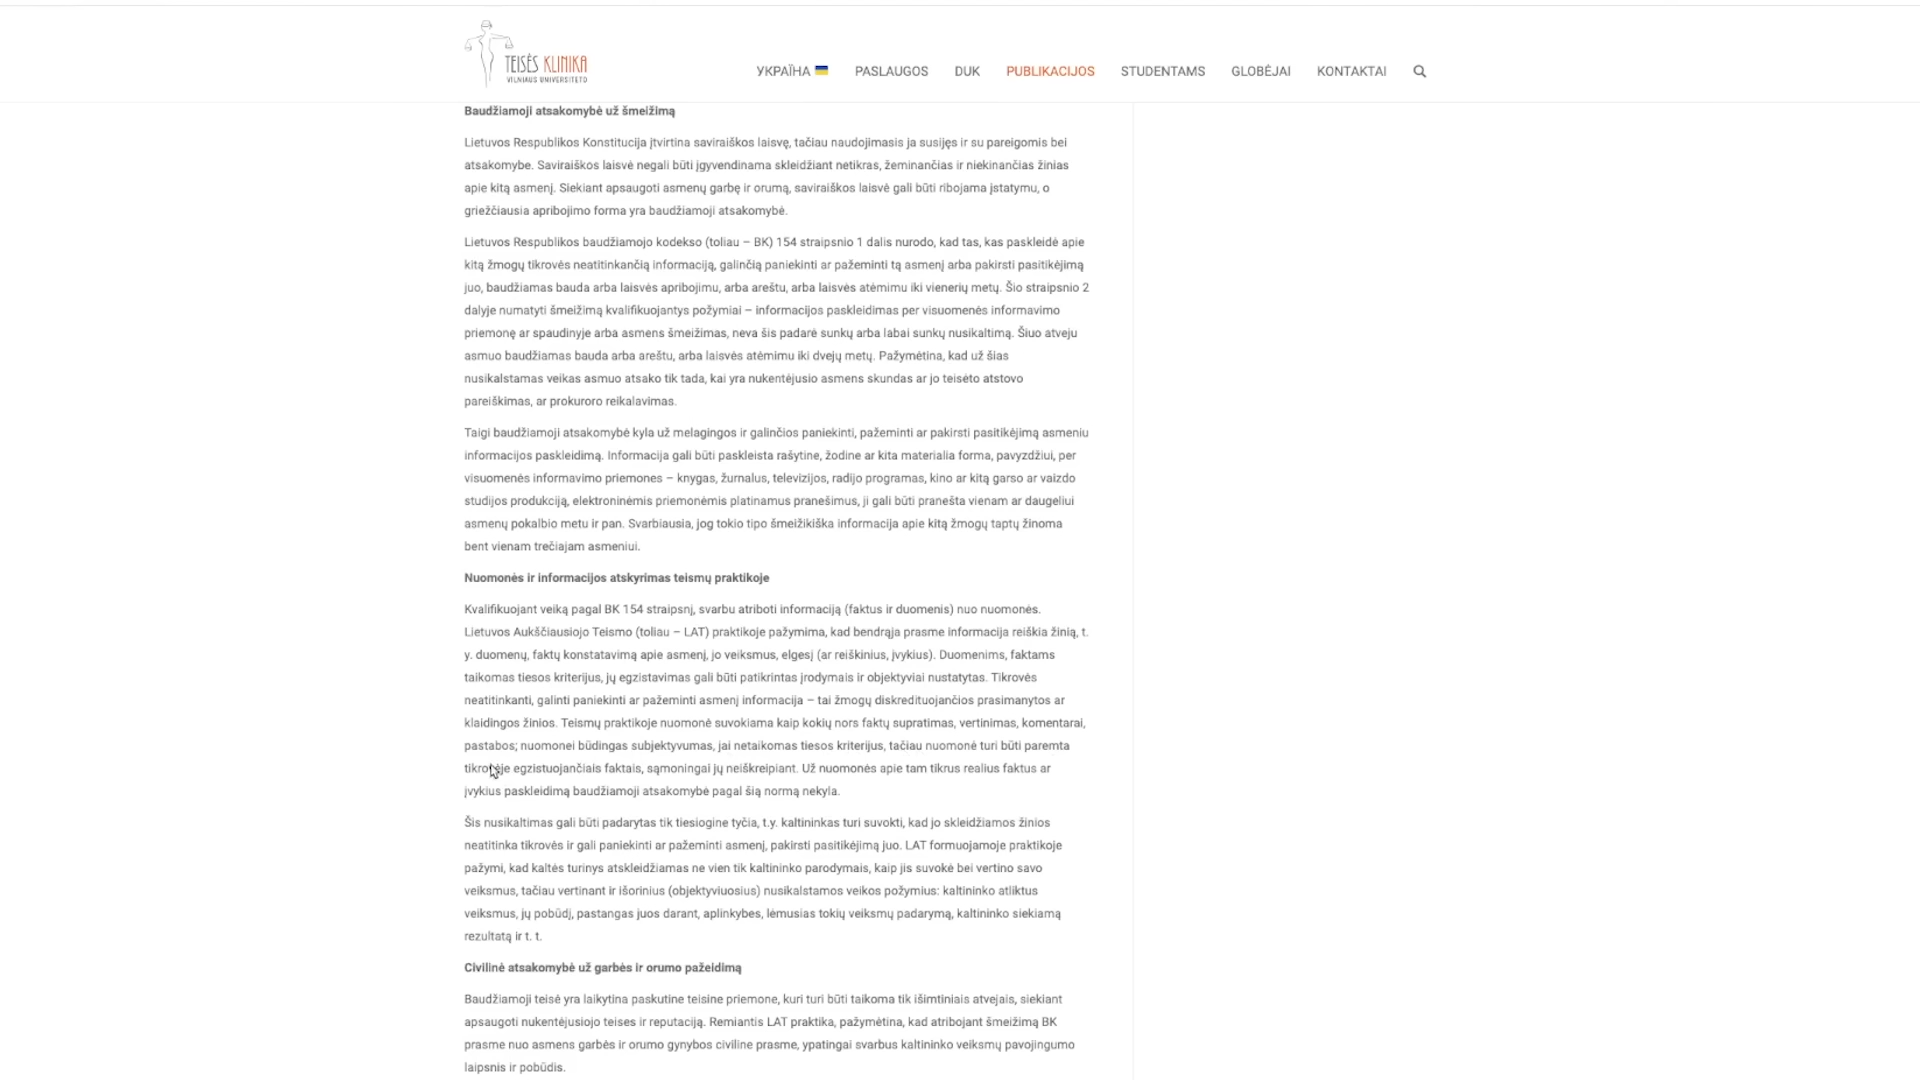 TEISĖS KLINIKA
VILNIAUS UNIVERSITETO
УКРАЇНА
PASLAUGOS
DUK
PUBLIKACIJOS
STUDENTAMS
GLOBĖJAI
KONTAKTAI
Baudžiamoji atsakomybė už šmeižimą
Lietuvos Respublikos Konstitucija įtvirtina saviraiškos laisvę, tačiau naudojimasis ja susijęs ir su pareigomis bei
atsakomybe. Saviraiškos laisvė negali būti įgyvendinama skleidžiant netikras, žeminančias ir niekinančias žinias
apie kitą asmenį. Siekiant apsaugoti asmenų garbę ir orumą, saviraiškos laisvė gali būti ribojama įstatymu, o
griežčiausia apribojimo forma yra baudžiamoji atsakomybė.
Lietuvos Respublikos baudžiamojo kodekso (toliau – BK) 154 straipsnio 1 dalis nurodo, kad tas, kas paskleidė apie
kitą žmogų tikrovės neatitinkančią informaciją, galinčią paniekinti ar pažeminti tą asmenį arba pakirsti pasitikėjimą
juo, baudžiamas bauda arba laisvės apribojimu, arba areštu, arba laisvės atėmimu iki vienerių metų. Šio straipsnio 2
dalyje numatyti šmeižimą kvalifikuojantys požymiai – informacijos paskleidimas per visuomenės informavimo
priemonę ar spaudinyje arba asmens šmeižimas, neva šis padarė sunkų arba labai sunkų nusikaltimą. Šiuo atveju
asmuo baudžiamas bauda arba areštu, arba laisvės atėmimu iki dvejų metų. Pažymėtina, kad už šias
nusikalstamas veikas asmuo atsako tik tada, kai yra nukentėjusio asmens skundas ar jo teisėto atstovo
pareiškimas, ar prokuroro reikalavimas.
Taigi baudžiamoji atsakomybė kyla už melagingos ir galinčios paniekinti, pažeminti ar pakirsti pasitikėjimą asmeniu
informacijos paskleidimą. Informacija gali būti paskleista rašytine, žodine ar kita materialia forma, pavyzdžiui, per
visuomenės informavimo priemones – knygas, žurnalus, televizijos, radijo programas, kino ar kitą garso ar vaizdo
studijos produkciją, elektroninėmis priemonėmis platinamus pranešimus, ji gali būti pranešta vienam ar daugeliui
asmenų pokalbio metu ir pan. Svarbiausia, jog tokio tipo šmeižikiška informacija apie kitą žmogų taptų žinoma
bent vienam trečiajam asmeniui.
Nuomonės ir informacijos atskyrimas teismų praktikoje
Kvalifikuojant veiką pagal BK 154 straipsnį, svarbu atriboti informaciją (faktus ir duomenis) nuo nuomonės.
Lietuvos Aukščiausiojo Teismo (toliau – LAT) praktikoje pažymima, kad bendrąja prasme informacija reiškia žinią, t.
y. duomenų, faktų konstatavimą apie asmenį, jo veiksmus, elgesį (ar reiškinius, įvykius). Duomenims, faktams
taikomas tiesos kriterijus, jų egzistavimas gali būti patikrintas įrodymais ir objektyviai nustatytas. Tikrovės
neatitinkanti, galinti paniekinti ar pažeminti asmenį informacija – tai žmogų diskredituojančios prasimanytos ar
klaidingos žinios. Teismų praktikoje nuomonė suvokiama kaip kokių nors faktų supratimas, vertinimas, komentarai,
pastabos; nuomonei būdingas subjektyvumas, jai netaikomas tiesos kriterijus, tačiau nuomonė turi būti paremta
tikrovėje egzistuojančiais faktais, sąmoningai jų neiškreipiant. Už nuomonės apie tam tikrus realius faktus ar
įvykius paskleidimą baudžiamoji atsakomybė pagal šią normą nekyla.
Šis nusikaltimas gali būti padarytas tik tiesiogine tyčia, t.y. kaltininkas turi suvokti, kad jo skleidžiamos žinios
neatitinka tikrovės ir gali paniekinti ar pažeminti asmenį, pakirsti pasitikėjimą juo. LAT formuojamoje praktikoje
pažymi, kad kaltės turinys atskleidžiamas ne vien tik kaltininko parodymais, kaip jis suvokė bei vertino savo
veiksmus, tačiau vertinant ir išorinius (objektyviuosius) nusikalstamos veikos požymius: kaltininko atliktus
veiksmus, jų pobūdį, pastangas juos darant, aplinkybes, lėmusias tokių veiksmų padarymą, kaltininko siekiamą
rezultatą ir t. t.
Civilinė atsakomybė už garbės ir orumo pažeidimą
Baudžiamoji teisė yra laikytina paskutine teisine priemone, kuri turi būti taikoma tik išimtiniais atvejais, siekiant
apsaugoti nukentėjusiojo teises ir reputaciją. Remiantis LAT praktika, pažymėtina, kad atribojant šmeižimą BK
prasme nuo asmens garbės ir orumo gynybos civiline prasme, ypatingai svarbus kaltininko veiksmų pavojingumo
laipsnis ir pobūdis.